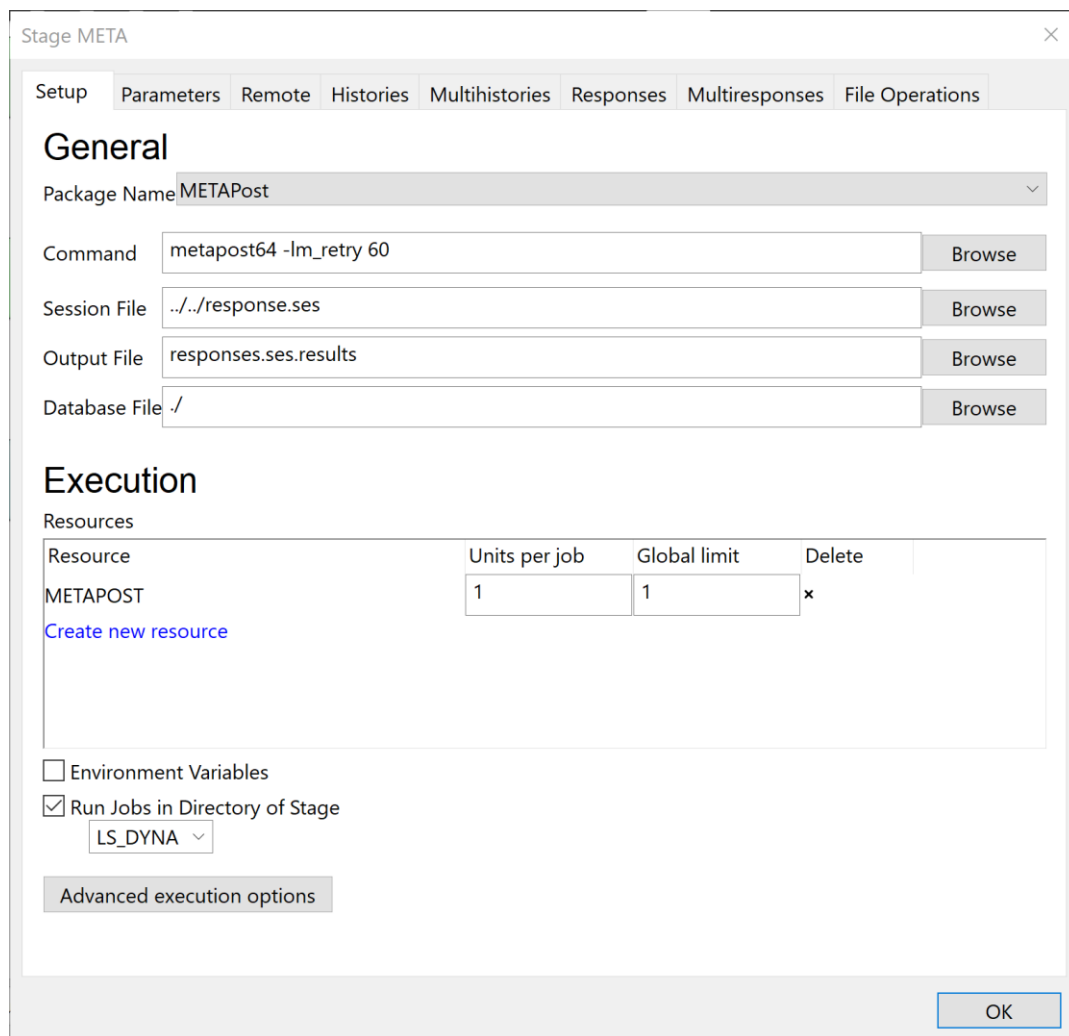 Stage META
Setup Parameters Remote Histories Multihistories Responses Multiresponses File Operations
General
Package Name METAPost
Command metapost64 -lm_retry 60 Browse
Session File ../../response.ses Browse
Output File responses.ses.results Browse
Database File ./ Browse
Execution
Resources
Resource Units per job Global limit Delete
METAPOST 1 1 ×
Create new resource
Environment Variables
Run Jobs in Directory of Stage
LS_DYNA
Advanced execution options
OK